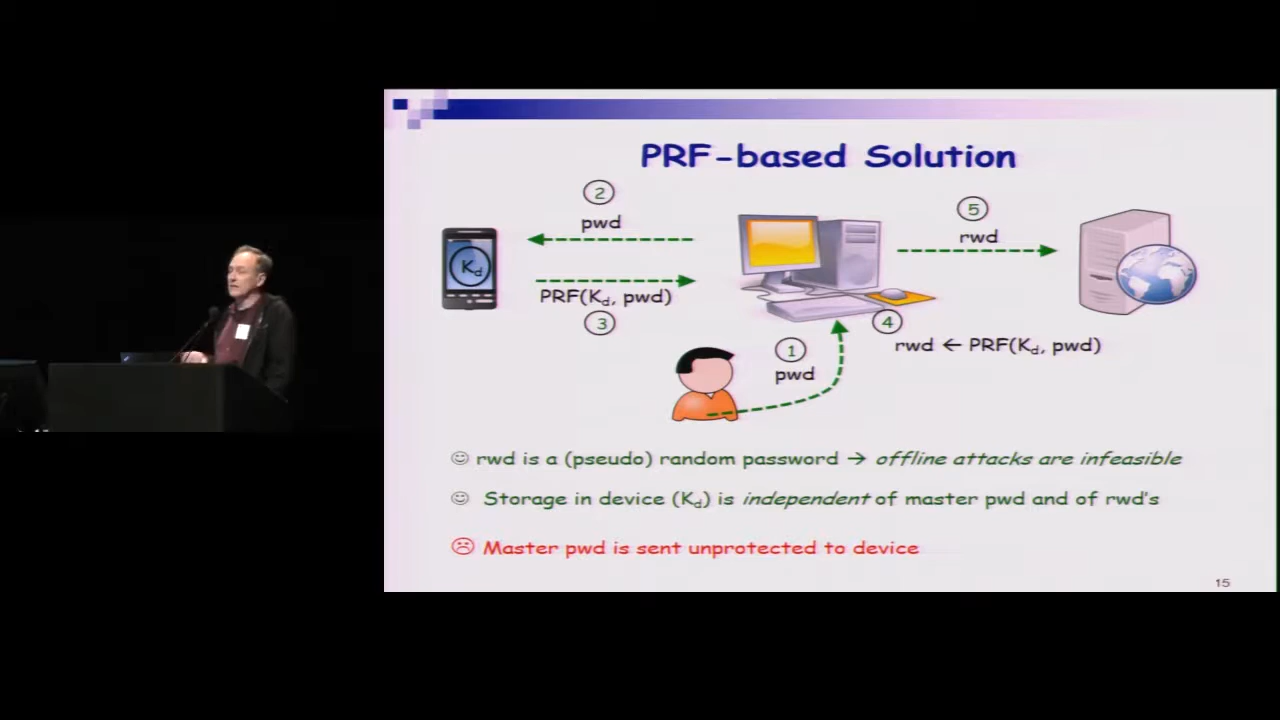 PRF-based Solution
2
pwd
5
rwd
Kd
PRF(Kd, pwd)
3
4
rwd ← PRF(Kd, pwd)
1
pwd
☺ rwd is a (pseudo) random password → offline attacks are infeasible
☺ Storage in device (Kd) is independent of master pwd and of rwd's
☹ Master pwd is sent unprotected to device
15